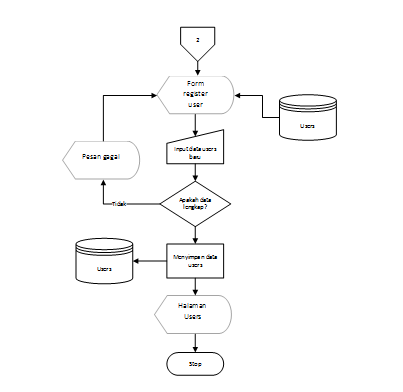 2
Form
register
user
Users
Input data users
baru
Pesan gagal
Apakah data
lengkap?
Tidak
Menyimpan data
users
Users
Halaman
Users
Stop